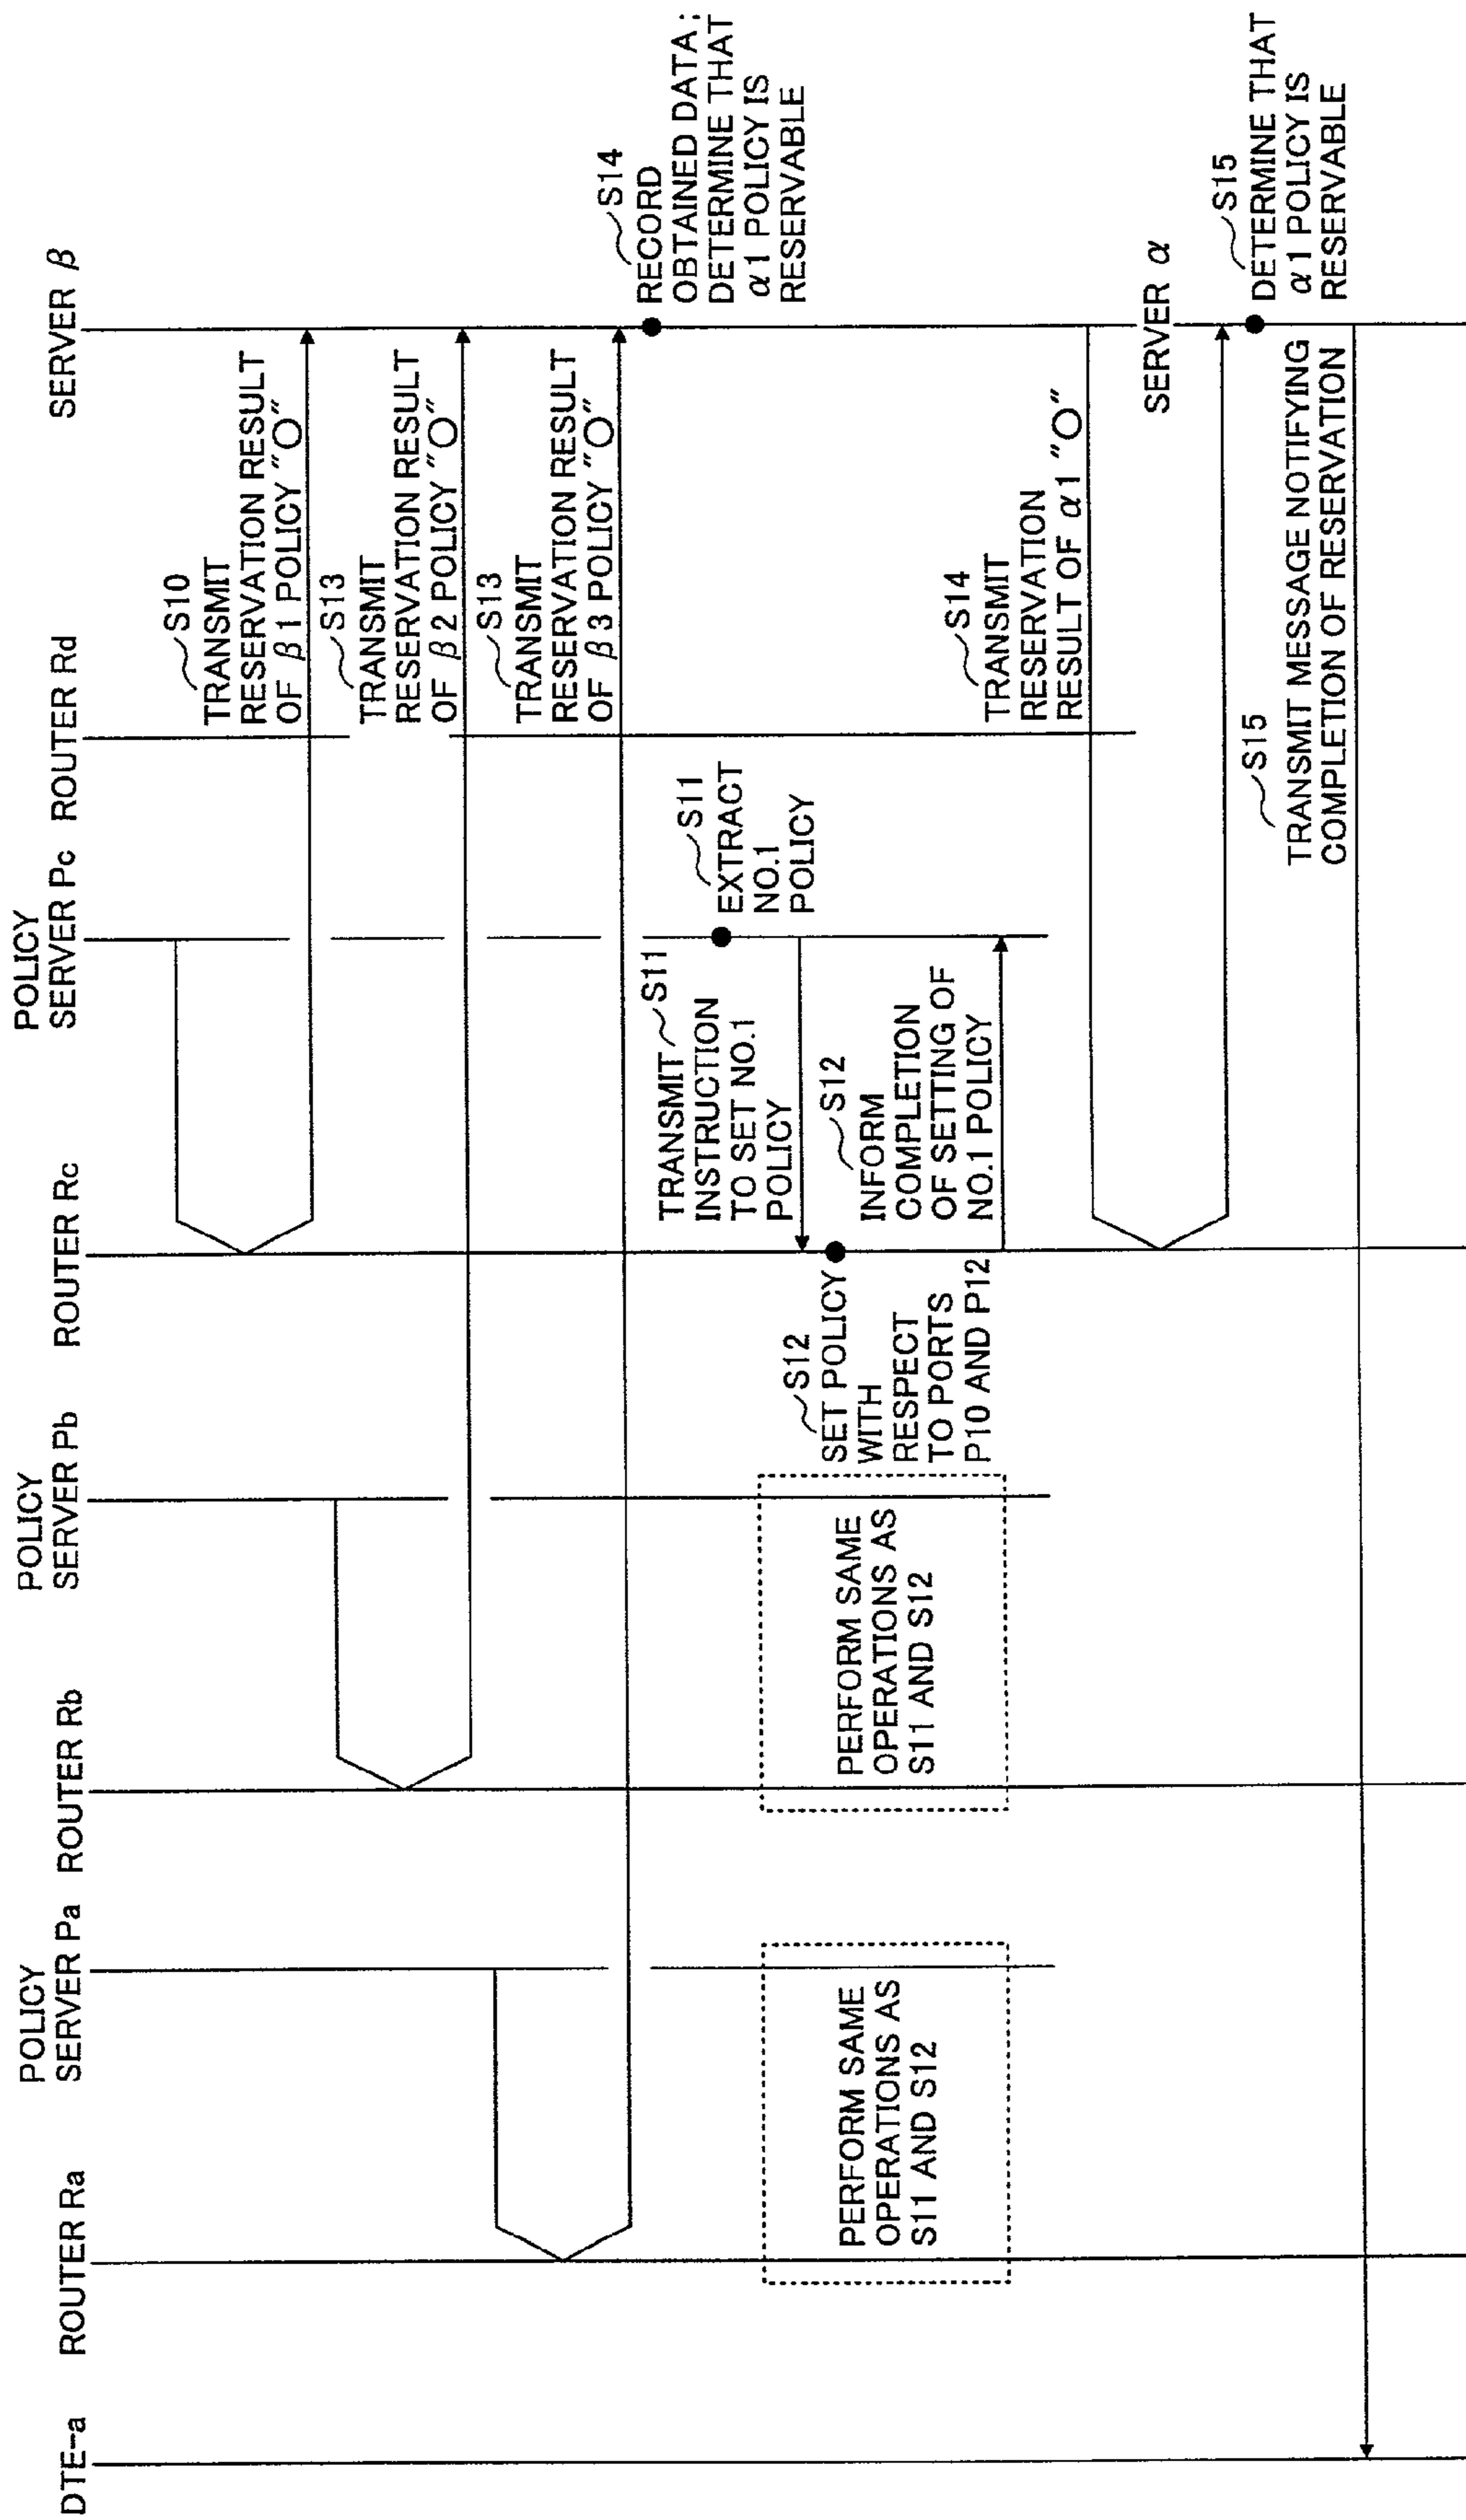 DTE-a
ROUTER Ra
POLICY
SERVER Pa
ROUTER Rb
POLICY
SERVER Pb
ROUTER Rc
POLICY
SERVER Pc
ROUTER Rd
SERVER β
S10
TRANSMIT
RESERVATION RESULT
OF β1 POLICY "O"
S13
TRANSMIT
RESERVATION RESULT
OF β2 POLICY "O"
S13
TRANSMIT
RESERVATION RESULT
OF β3 POLICY "O"
S14
RECORD
OBTAINED DATA;
DETERMINE THAT
α1 POLICY IS
RESERVABLE
S11
EXTRACT
NO.1
POLICY
TRANSMIT S11
INSTRUCTION
TO SET NO.1
POLICY
S12
SET POLICY
WITH
RESPECT
TO PORTS
P10 AND P12
S12
INFORM
COMPLETION
OF SETTING OF
NO.1 POLICY
PERFORM SAME
OPERATIONS AS
S11 AND S12
PERFORM SAME
OPERATIONS AS
S11 AND S12
S14
TRANSMIT
RESERVATION
RESULT OF α1 "O"
SERVER α
S15
DETERMINE THAT
α1 POLICY IS
RESERVABLE
S15
TRANSMIT MESSAGE NOTIFYING
COMPLETION OF RESERVATION